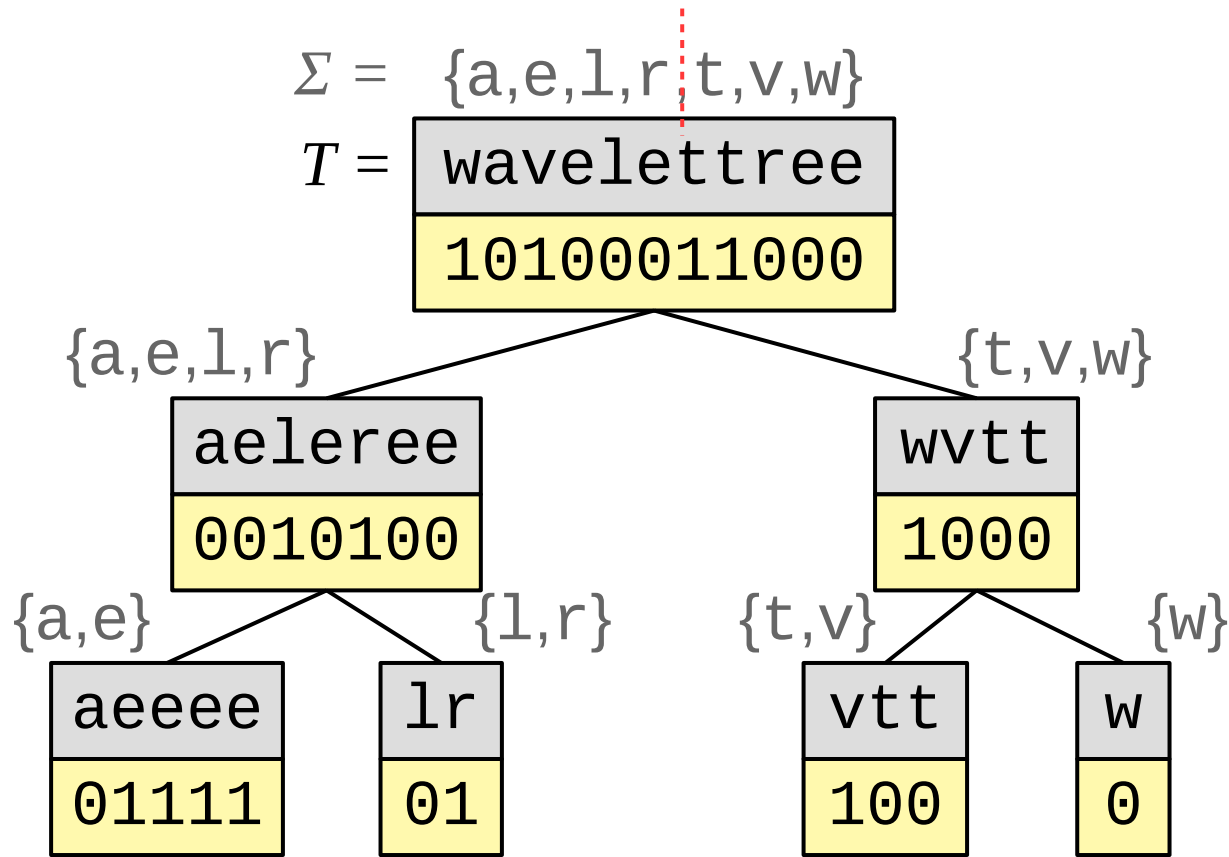 Σ = {a,e,l,r,t,v,w}
T = wavelettree
10100011000
{a,e,l,r} {t,v,w}
aeleree wvtt
0010100 1000
{a,e} {l,r} {t,v} {w}
aeeee lr vtt w
01111 01 100 0